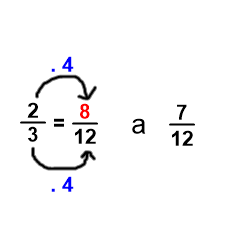 . 4
2/3 = 8/12 a 7/12
. 4